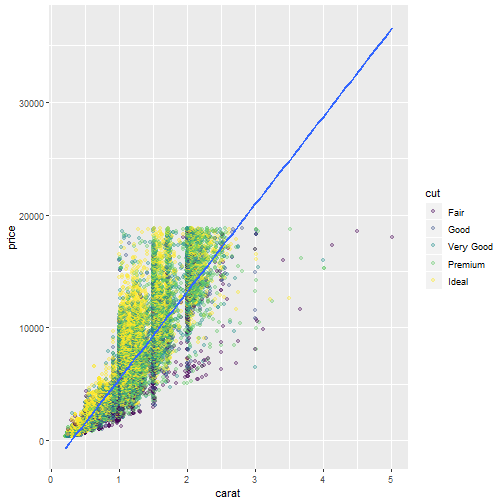 30000
20000
10000
0
price
0
1
2
3
4
5
carat
cut
Fair
Good
Very Good
Premium
Ideal